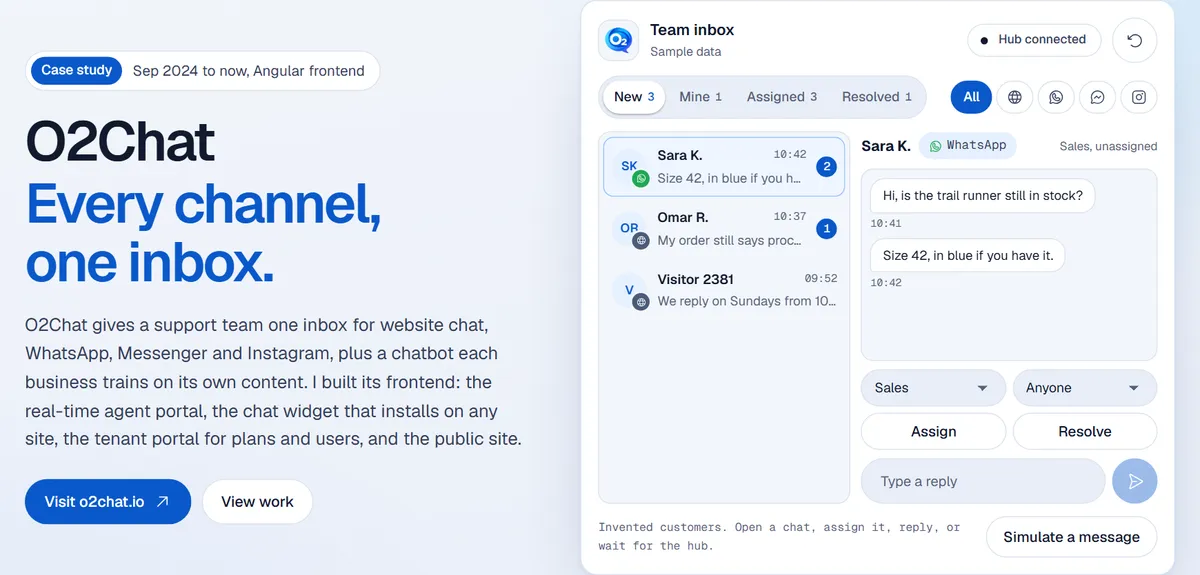 Case study Sep 2024 to now, Angular frontend
O2Chat
Every channel,
one inbox.
O2Chat gives a support team one inbox for website chat,
WhatsApp, Messenger and Instagram, plus a chatbot each
business trains on its own content. I built its frontend: the
real-time agent portal, the chat widget that installs on any
site, the tenant portal for plans and users, and the public site.
Visit o2chat.io View work
O2
Team inbox
Sample data
Hub connected
New 3 Mine 1 Assigned 3 Resolved 1
All
SK
Sara K. 10:42
Size 42, in blue if you h... 2
OR
Omar R. 10:37
My order still says proc... 1
V
Visitor 2381 09:52
We reply on Sundays from 10...
Sara K. WhatsApp Sales, unassigned
Hi, is the trail runner still in stock?
10:41
Size 42, in blue if you have it.
10:42
Sales Anyone
Assign Resolve
Type a reply
Invented customers. Open a chat, assign it, reply, or
wait for the hub.
Simulate a message